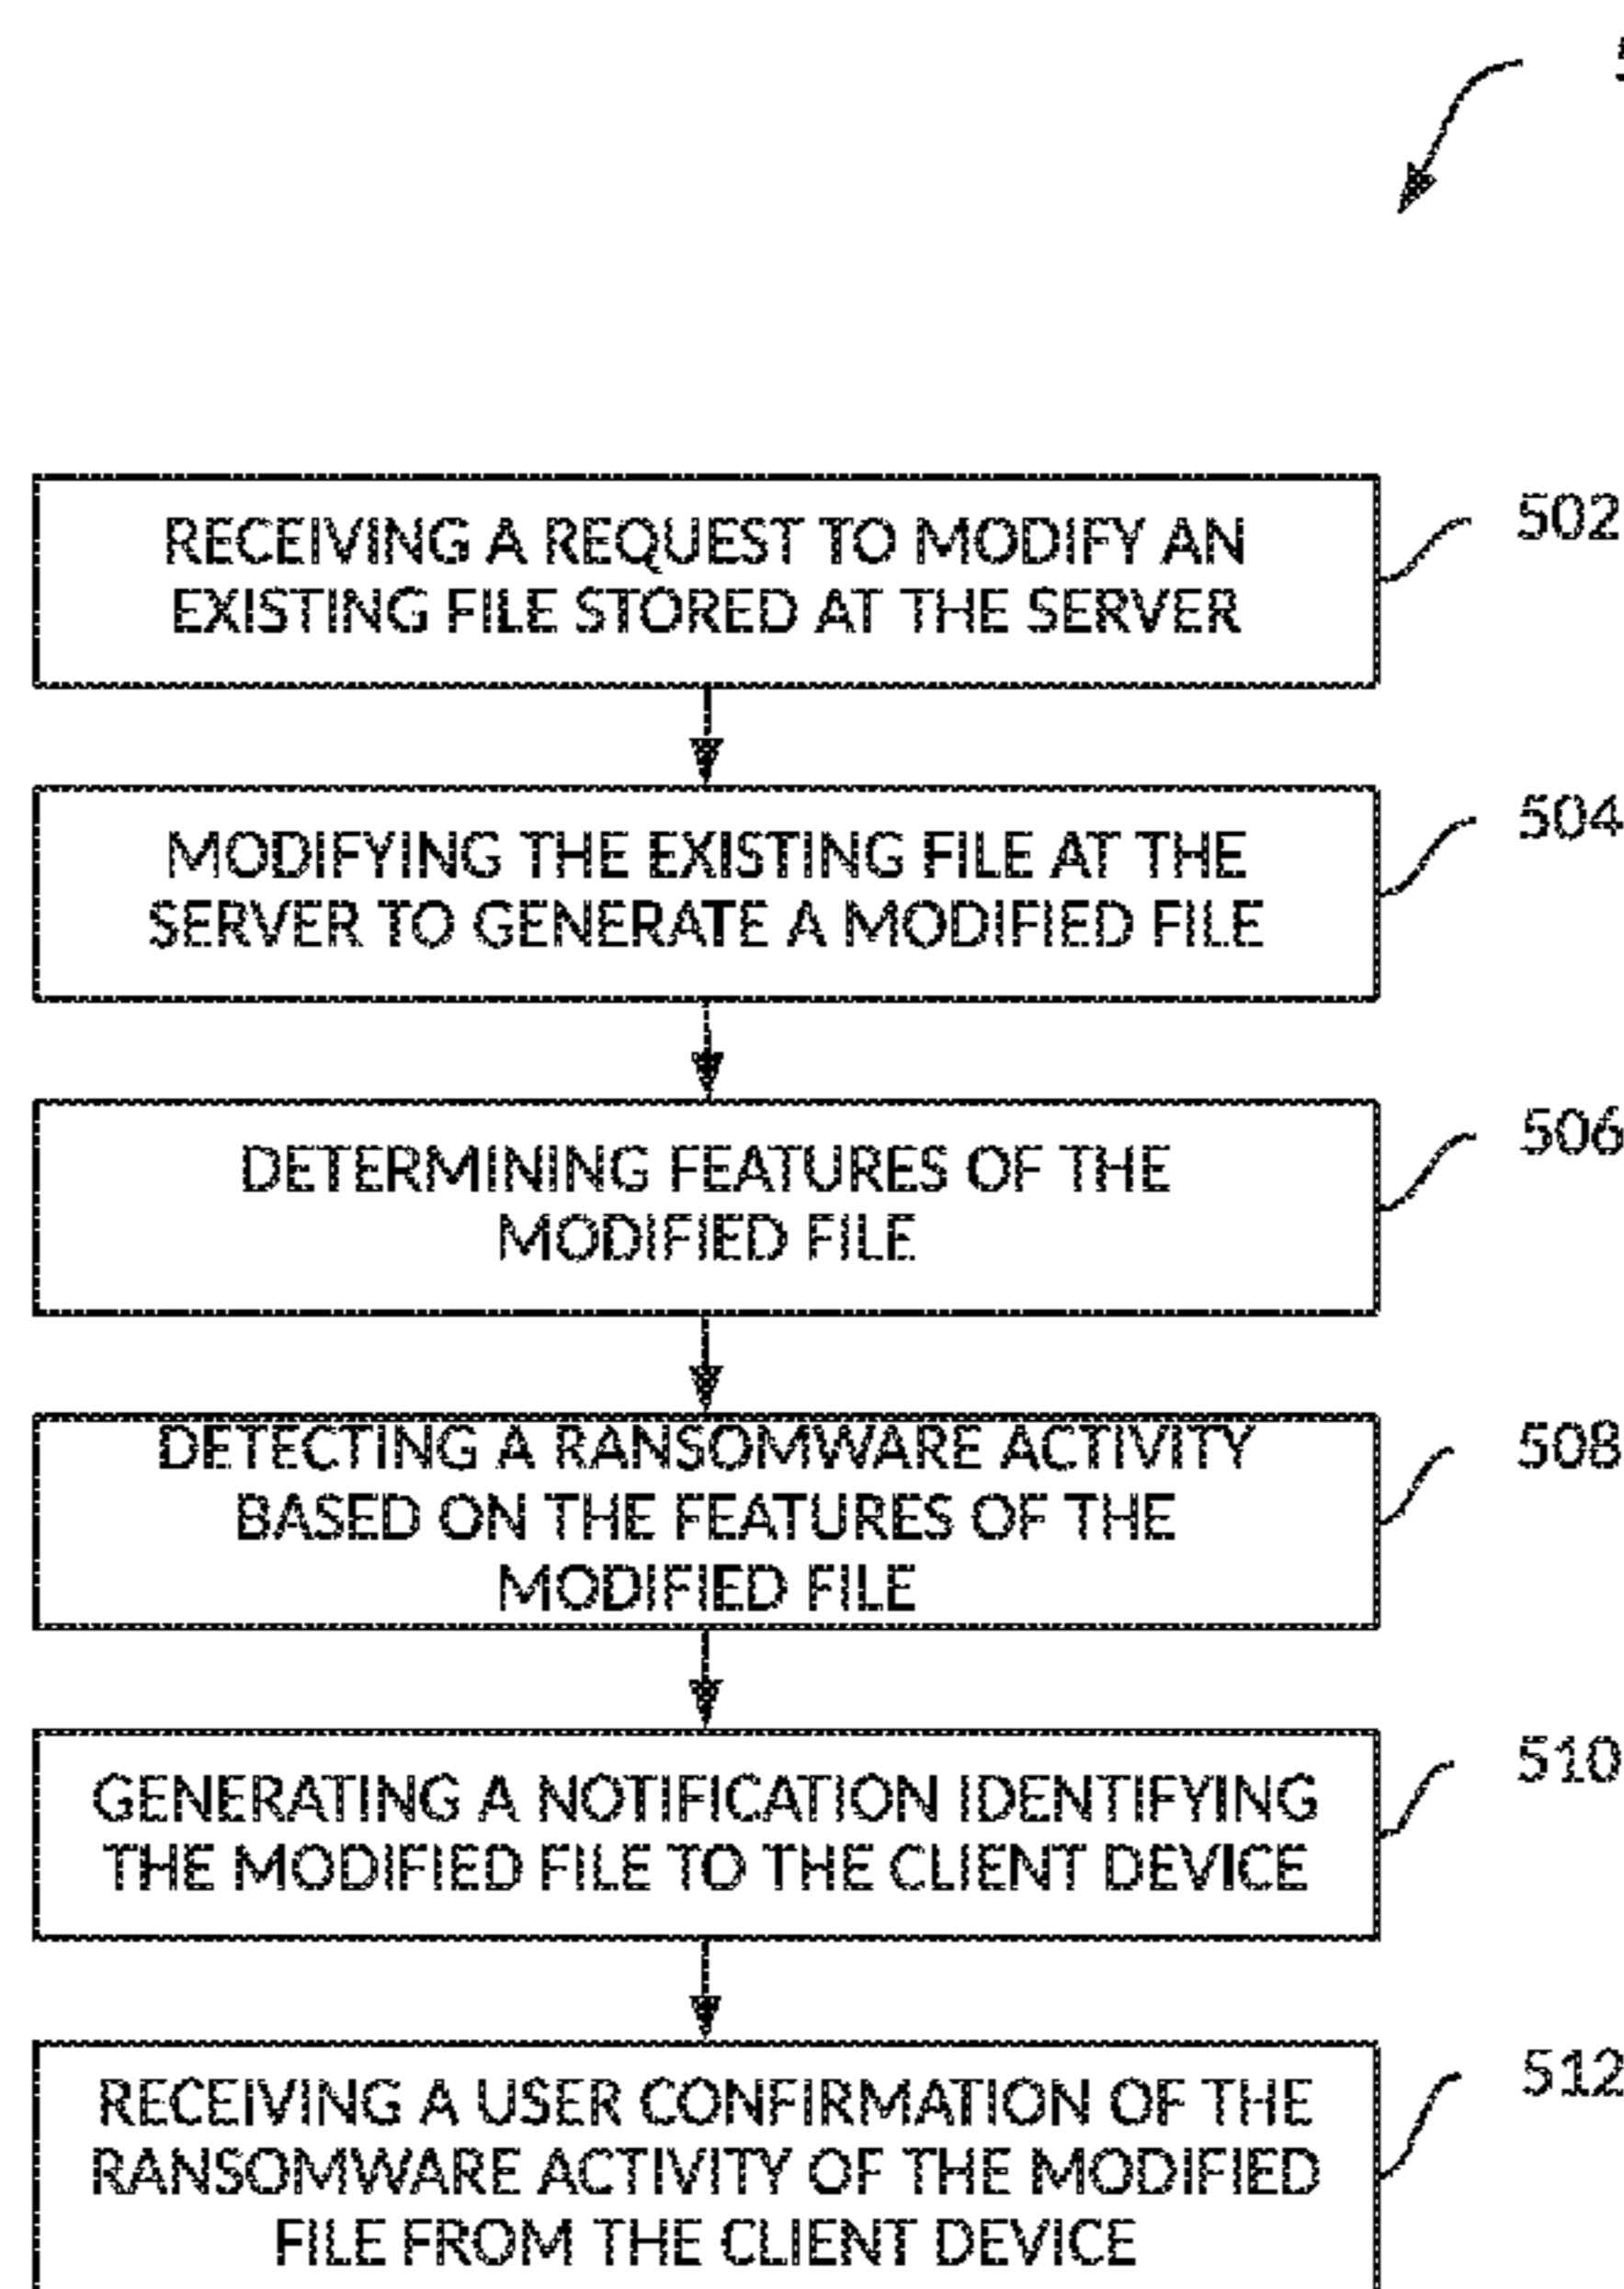 RECEIVING A REQUEST TO MODIFY AN
EXISTING FILE STORED AT THE SERVER
502
MODIFYING THE EXISTING FILE AT THE
SERVER TO GENERATE A MODIFIED FILE
504
DETERMINING FEATURES OF THE
MODIFIED FILE
506
DETECTING A RANSOMWARE ACTIVITY
BASED ON THE FEATURES OF THE
MODIFIED FILE
508
GENERATING A NOTIFICATION IDENTIFYING
THE MODIFIED FILE TO THE CLIENT DEVICE
510
RECEIVING A USER CONFIRMATION OF THE
RANSOMWARE ACTIVITY OF THE MODIFIED
FILE FROM THE CLIENT DEVICE
512